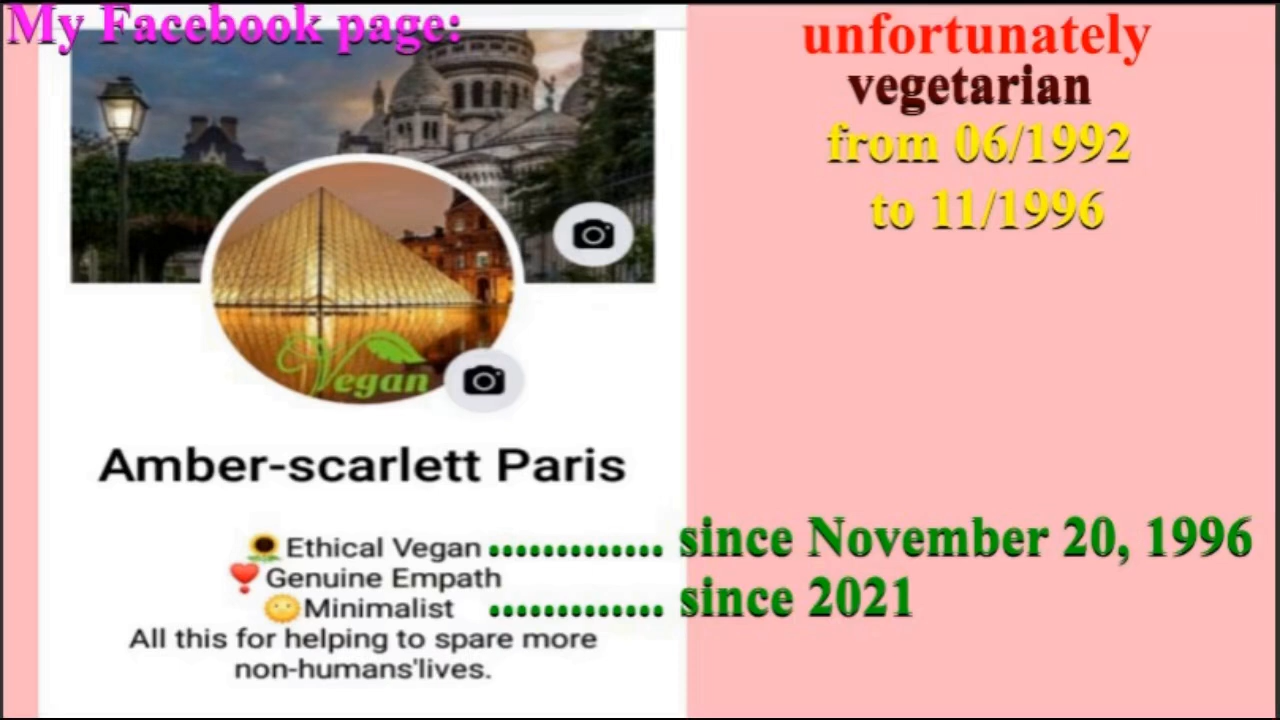 My Facebook page:
unfortunately
vegetarian
from 06/1992
to 11/1996
Vegan
Amber-scarlett Paris
🌻Ethical Vegan ............. since November 20, 1996
❣️Genuine Empath
🌝Minimalist ............. since 2021
All this for helping to spare more
non-humans'lives.